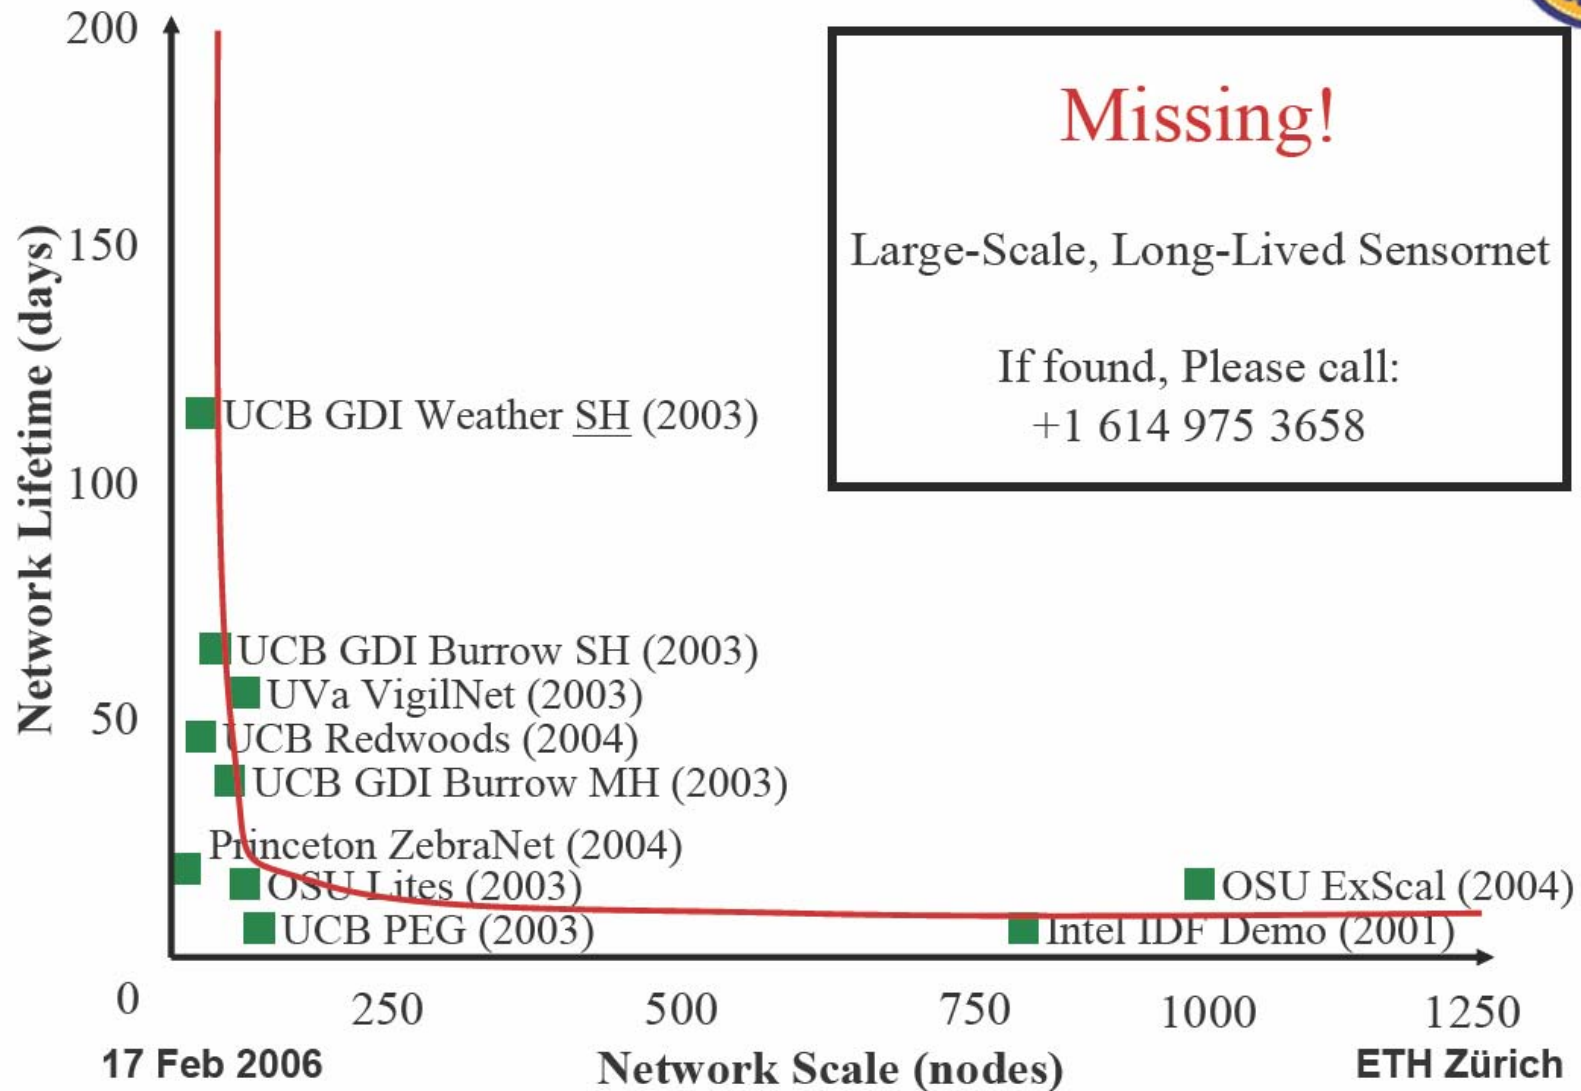 200
150
100
50
0
Network Lifetime (days)
Missing!
Large-Scale, Long-Lived Sensornet
If found, Please call:
+1 614 975 3658
UCB GDI Weather SH (2003)
UCB GDI Burrow SH (2003)
UVa VigilNet (2003)
UCB Redwoods (2004)
UCB GDI Burrow MH (2003)
Princeton ZebraNet (2004)
OSU Lites (2003)
OSU ExScal (2004)
UCB PEG (2003)
Intel IDF Demo (2001)
250
500
750
1000
1250
17 Feb 2006
Network Scale (nodes)
ETH Zürich